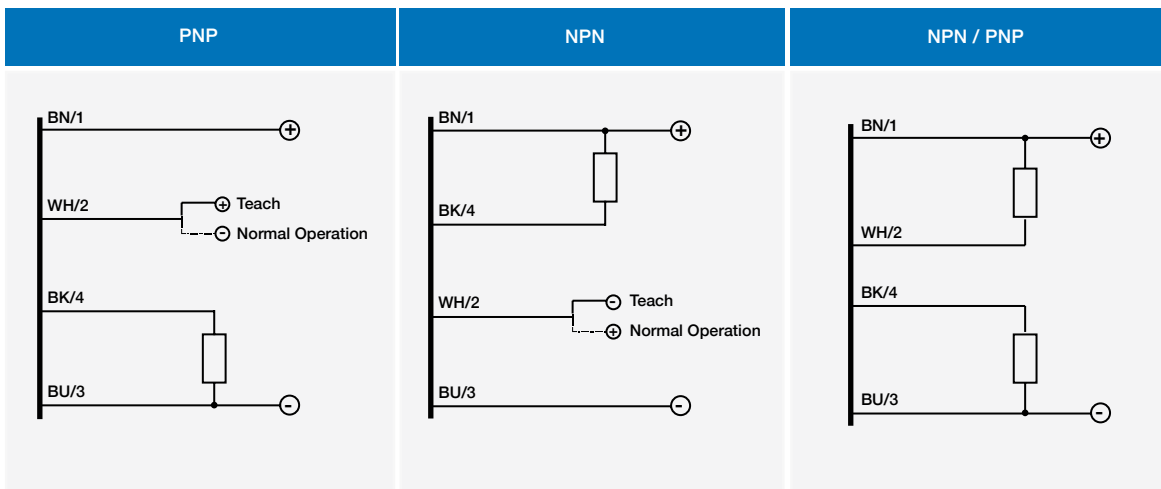 PNP
BN/1
+
WH/2
+ Teach
- Normal Operation
BK/4
BU/3
-
NPN
BN/1
+
BK/4
WH/2
- Teach
+ Normal Operation
BU/3
-
NPN / PNP
BN/1
+
WH/2
BK/4
BU/3
-